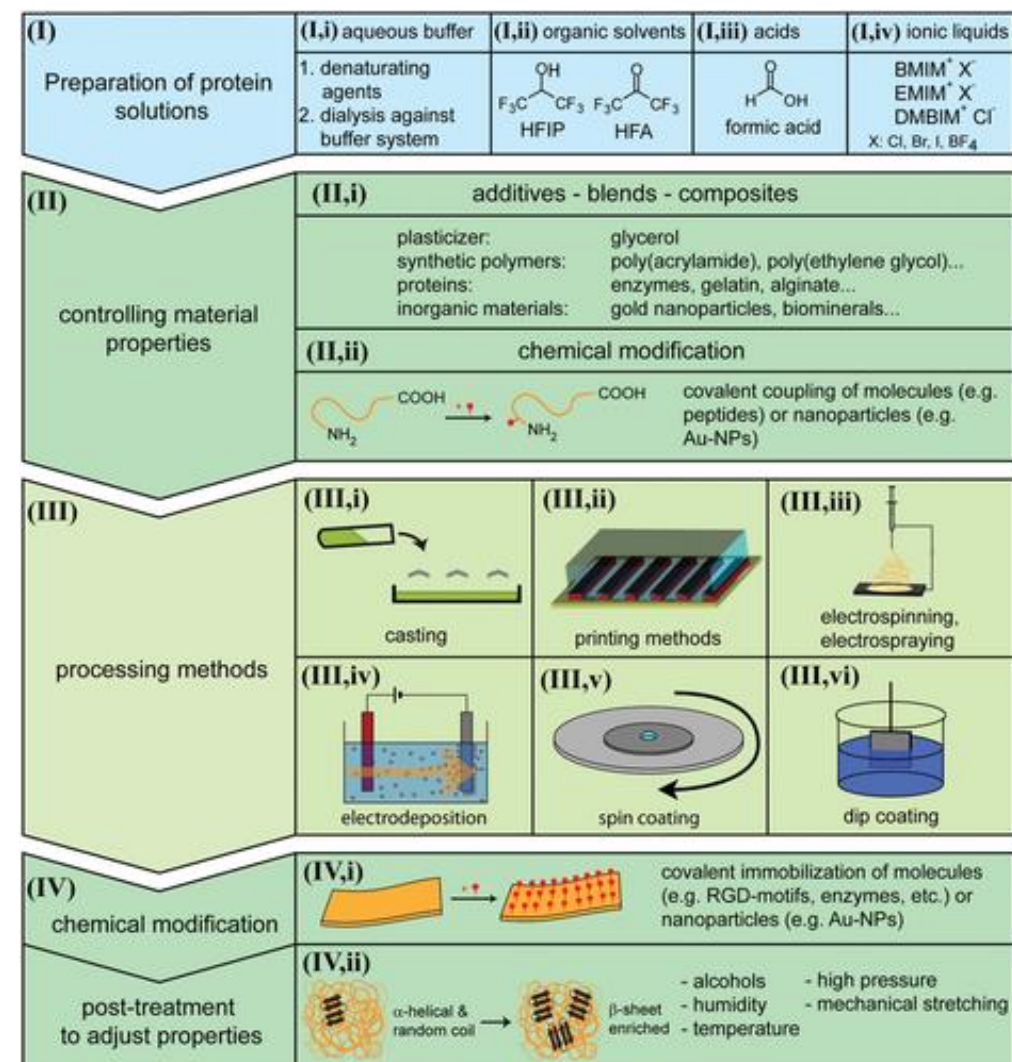 (I)
Preparation of protein
solutions
(I,i) aqueous buffer
1. denaturating
agents
2. dialysis against
buffer system
(I,ii) organic solvents
OH
F3C CF3
HFIP
O
F3C CF3
HFA
(I,iii) acids
O
H OH
formic acid
(I,iv) ionic liquids
BMIM+ X-
EMIM+ X-
DMBIM+ Cl-
X: Cl, Br, I, BF4
(II)
controlling material
properties
(II,i) additives - blends - composites
plasticizer: glycerol
synthetic polymers: poly(acrylamide), poly(ethylene glycol)...
proteins: enzymes, gelatin, alginate...
inorganic materials: gold nanoparticles, biominerals...
(II,ii) chemical modification
COOH
NH2
+
COOH
NH2
covalent coupling of molecules (e.g.
peptides) or nanoparticles (e.g.
Au-NPs)
(III)
processing methods
(III,i)
casting
(III,ii)
printing methods
(III,iii)
electrospinning,
electrospraying
(III,iv)
electrodeposition
(III,v)
spin coating
(III,vi)
dip coating
(IV)
chemical modification
(IV,i)
+
covalent immobilization of molecules
(e.g. RGD-motifs, enzymes, etc.) or
nanoparticles (e.g. Au-NPs)
post-treatment
to adjust properties
(IV,ii)
α-helical &
random coil
β-sheet
enriched
- alcohols
- humidity
- temperature
- high pressure
- mechanical stretching